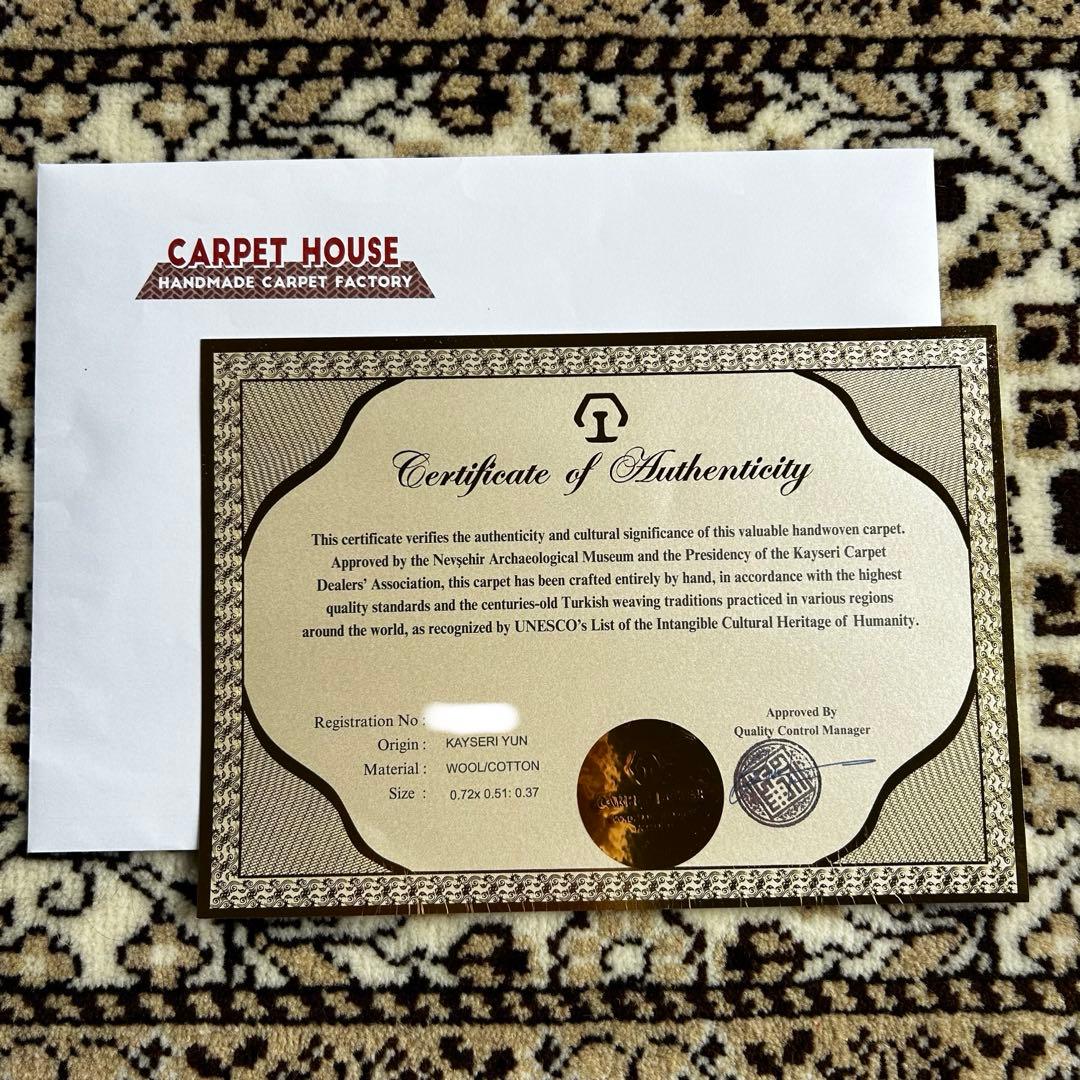 CARPET HOUSE
HANDMADE CARPET FACTORY
Certificate of Authenticity
This certificate verifies the authenticity and cultural significance of this valuable handwoven carpet.
Approved by the Nevşehir Archaeological Museum and the Presidency of the Kayseri Carpet
Dealers' Association, this carpet has been crafted entirely by hand, in accordance with the highest
quality standards and the centuries-old Turkish weaving traditions practiced in various regions
around the world, as recognized by UNESCO's List of the Intangible Cultural Heritage of Humanity.
Registration No :
Origin : KAYSERI YUN
Material : WOOL/COTTON
Size : 0.72x 0.51: 0.37
Approved By
Quality Control Manager